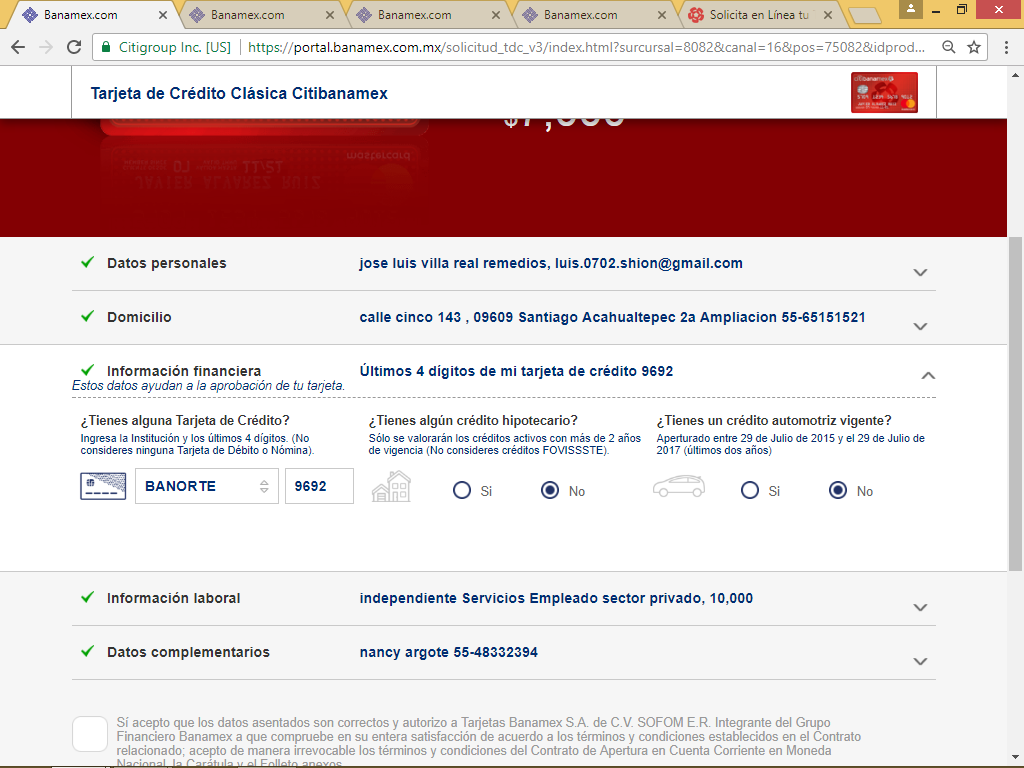 Banamex.com
Banamex.com
Banamex.com
Banamex.com
Solicita en Línea tu
Citigroup Inc. [US]
https://portal.banamex.com.mx/solicitud_tdc_v3/index.html?surcursal=8082&canal=16&pos=75082&idprod...
Tarjeta de Crédito Clásica Citibanamex
Datos personales
jose luis villa real remedios, luis.0702.shion@gmail.com
Domicilio
calle cinco 143 , 09609 Santiago Acahualtepec 2a Ampliacion 55-65151521
Información financiera
Últimos 4 dígitos de mi tarjeta de crédito 9692
Estos datos ayudan a la aprobación de tu tarjeta.
¿Tienes alguna Tarjeta de Crédito?
Ingresa la Institución y los últimos 4 dígitos. (No
consideres ninguna Tarjeta de Débito o Nómina).
BANORTE
9692
¿Tienes algún crédito hipotecario?
Sólo se valorarán los créditos activos con más de 2 años
de vigencia (No consideres créditos FOVISSSTE).
Si
No
¿Tienes un crédito automotriz vigente?
Aperturado entre 29 de Julio de 2015 y el 29 de Julio de
2017 (últimos dos años)
Si
No
Información laboral
independiente Servicios Empleado sector privado, 10,000
Datos complementarios
nancy argote 55-48332394
Sí acepto que los datos asentados son correctos y autorizo a Tarjetas Banamex S.A. de C.V. SOFOM E.R. Integrante del Grupo
Financiero Banamex a que compruebe en su entera satisfacción de acuerdo a los términos y condiciones establecidos en el Contrato
relacionado; acepto de manera irrevocable los términos y condiciones del Contrato de Apertura en Cuenta Corriente en Moneda
Nacional, la Carátula y el Folleto anexos